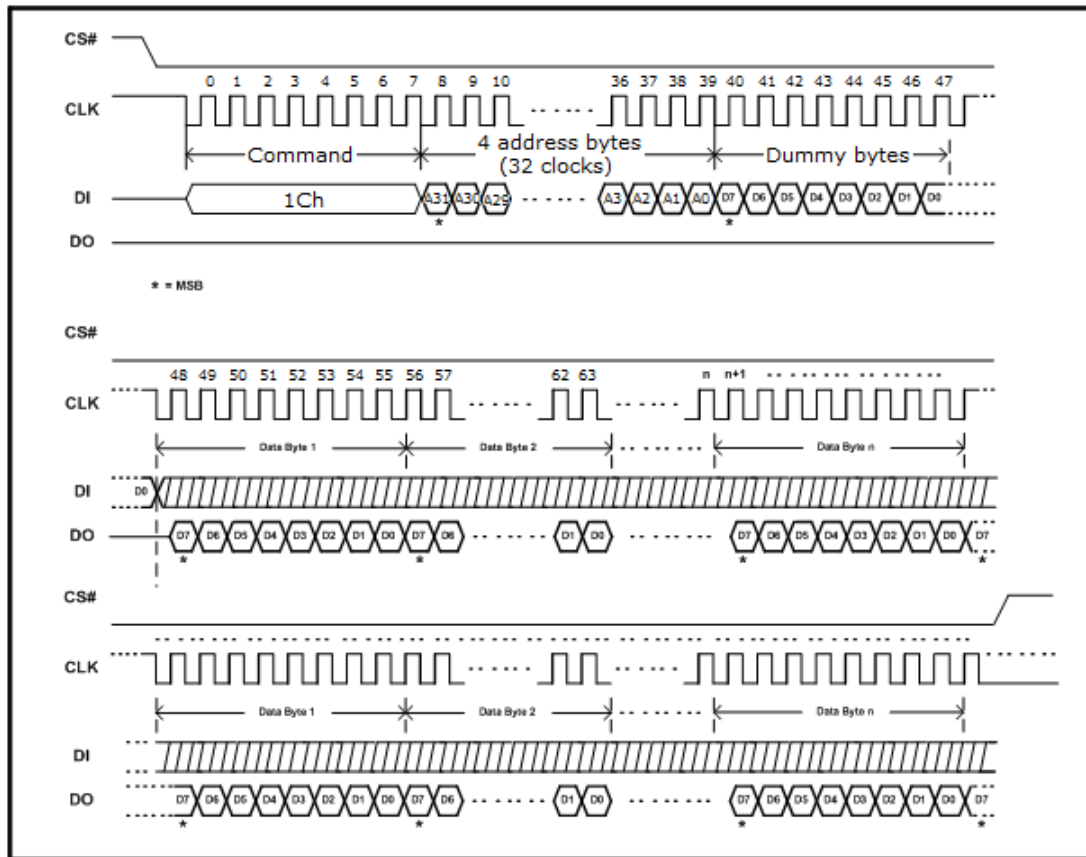 CS#
0 1 2 3 4 5 6 7 8 9 10 36 37 38 39 40 41 42 43 44 45 46 47
CLK
Command 4 address bytes (32 clocks) Dummy bytes
DI 1Ch A31 A30 A29 A3 A2 A1 A0 D7 D6 D5 D4 D3 D2 D1 D0
* *
DO
* = MSB
CS#
48 49 50 51 52 53 54 55 56 57 62 63 n n+1
CLK
Data Byte 1 Data Byte 2 Data Byte n
DI D0
DO D7 D6 D5 D4 D3 D2 D1 D0 D7 D6 D1 D0 D7 D6 D5 D4 D3 D2 D1 D0 D7
* * * *
CS#
CLK
Data Byte 1 Data Byte 2 Data Byte n
DI
DO D7 D6 D5 D4 D3 D2 D1 D0 D7 D6 D1 D0 D7 D6 D5 D4 D3 D2 D1 D0 D7
* * * *